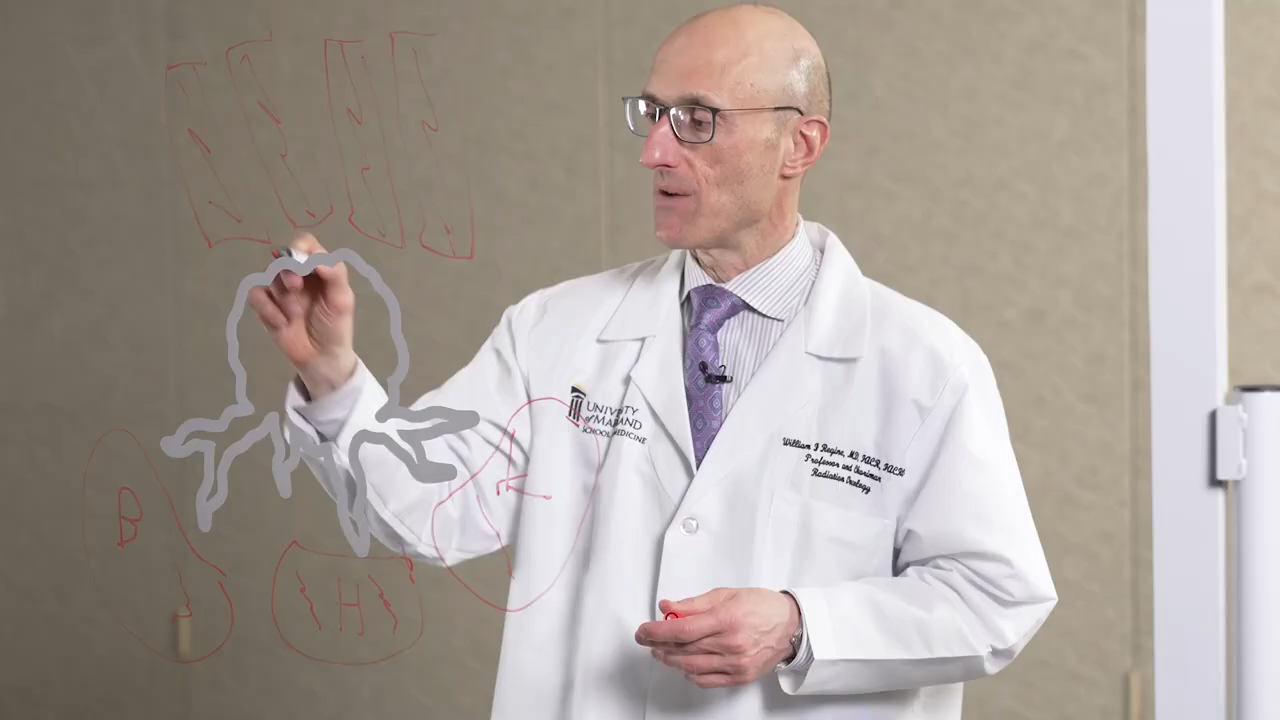 B
H
UNIVERSITY
of MARYLAND
SCHOOL of MEDICINE
William F Regine, MD, FACR, FACRO
Professor and Chairman
Radiation Oncology